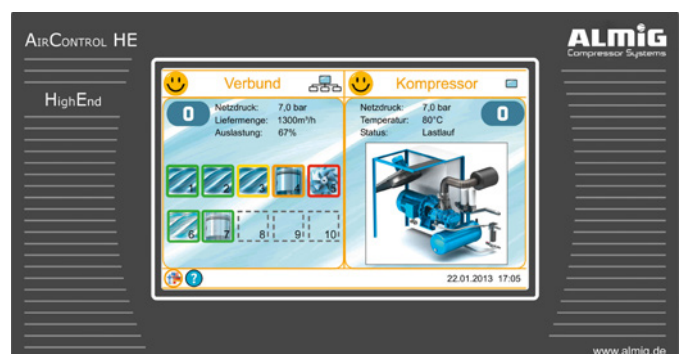 AIRCONTROL HE
ALMiG
Compressor Systems
HighEnd
Verbund
Kompressor
0
Netzdruck: 7,0 bar
Liefermenge: 1300m³/h
Auslastung: 67%
Netzdruck: 7,0 bar
Temperatur: 80°C
Status: Lastlauf
0
1 2 3 4 5
6 7 8 9 10
?
22.01.2013 17:05
www.almig.de